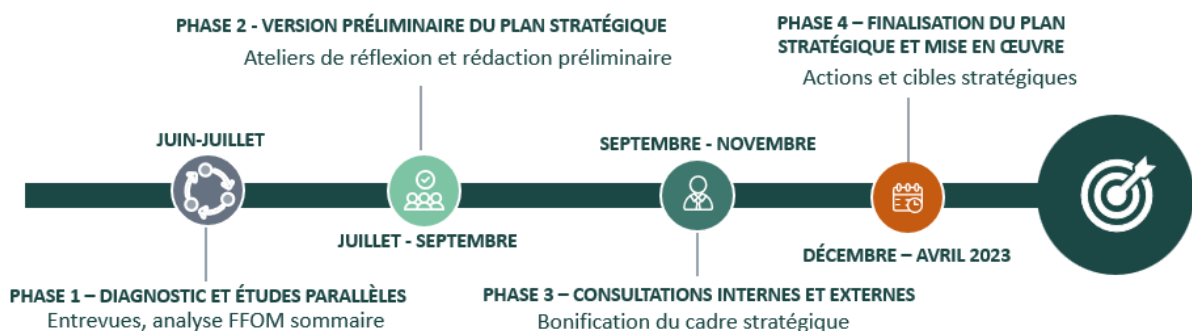 PHASE 2 - VERSION PRÉLIMINAIRE DU PLAN STRATÉGIQUE
Ateliers de réflexion et rédaction préliminaire
PHASE 4 – FINALISATION DU PLAN
STRATÉGIQUE ET MISE EN ŒUVRE
Actions et cibles stratégiques
JUIN-JUILLET
SEPTEMBRE - NOVEMBRE
JUILLET - SEPTEMBRE
DÉCEMBRE – AVRIL 2023
PHASE 1 – DIAGNOSTIC ET ÉTUDES PARALLÈLES
Entrevues, analyse FFOM sommaire
PHASE 3 – CONSULTATIONS INTERNES ET EXTERNES
Bonification du cadre stratégique